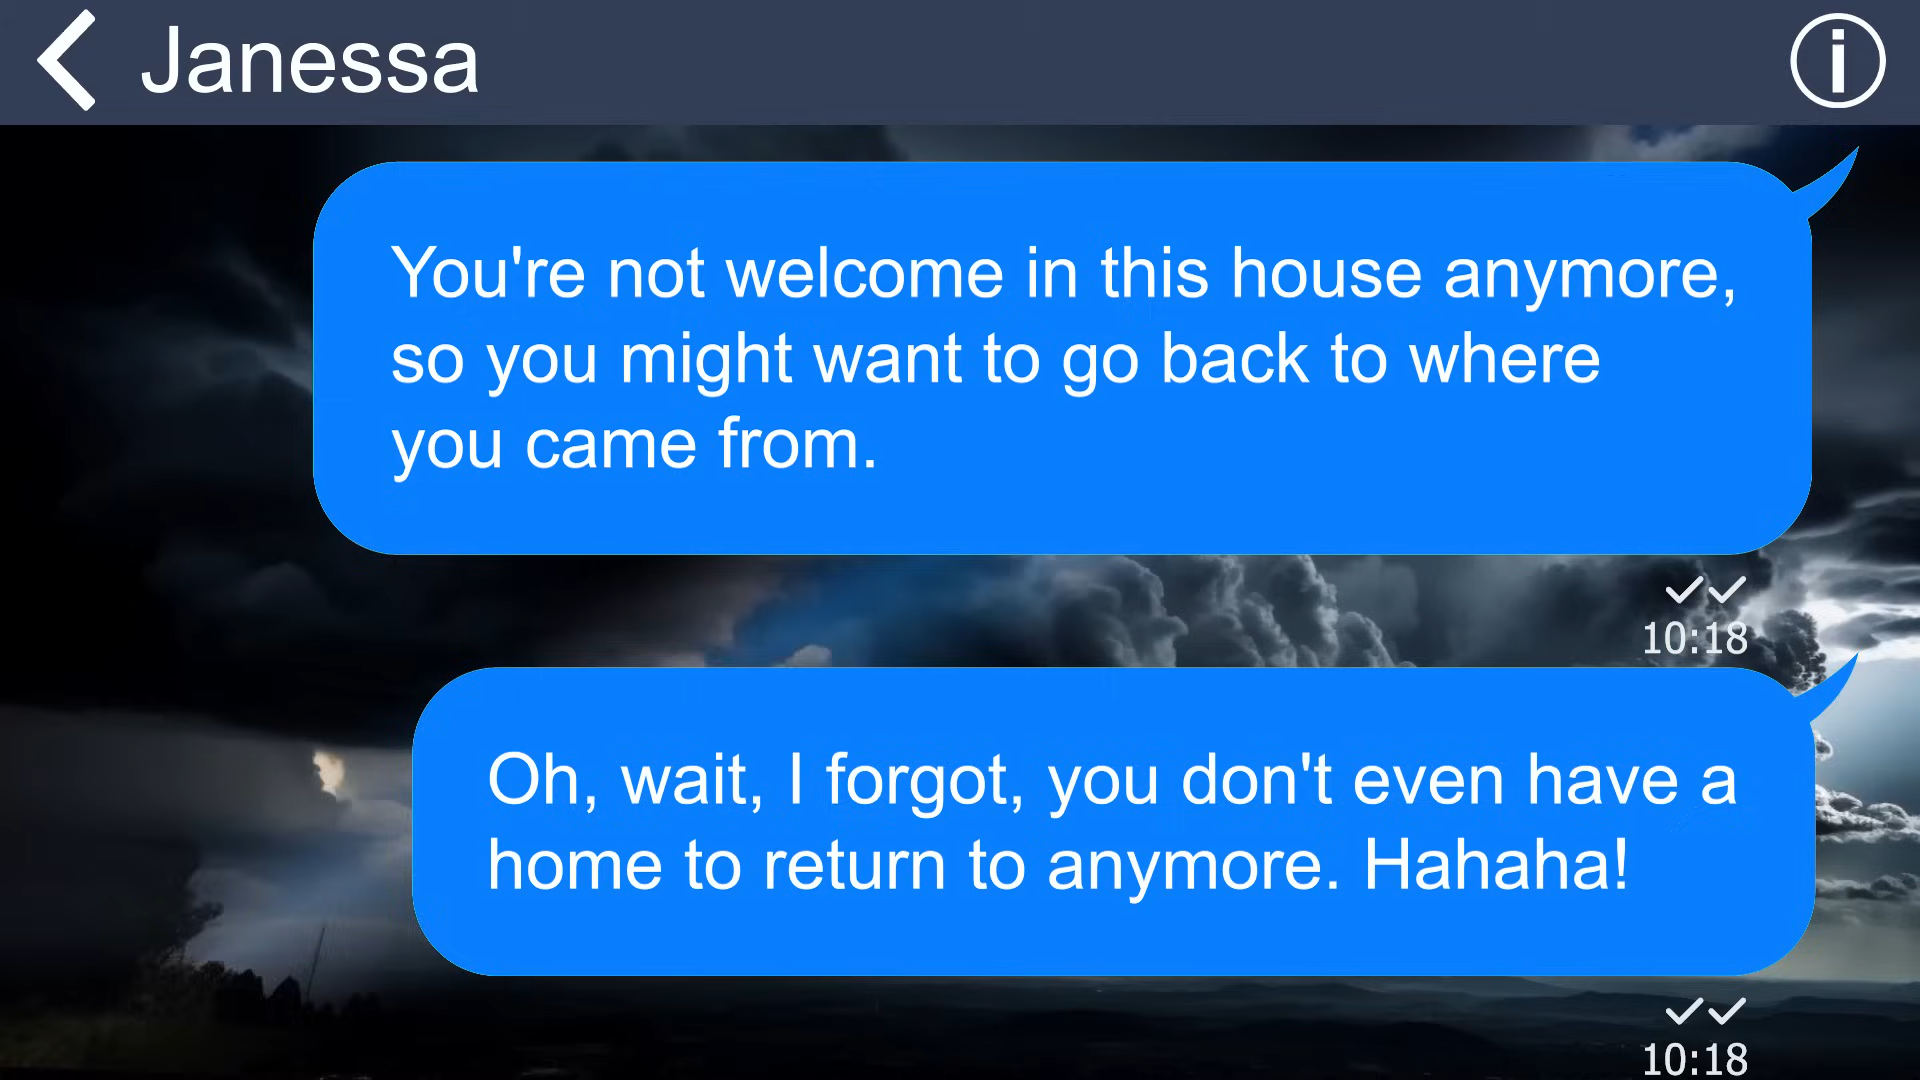 Janessa
You're not welcome in this house anymore,
so you might want to go back to where
you came from.
10:18
Oh, wait, I forgot, you don't even have a
home to return to anymore. Hahaha!
10:18